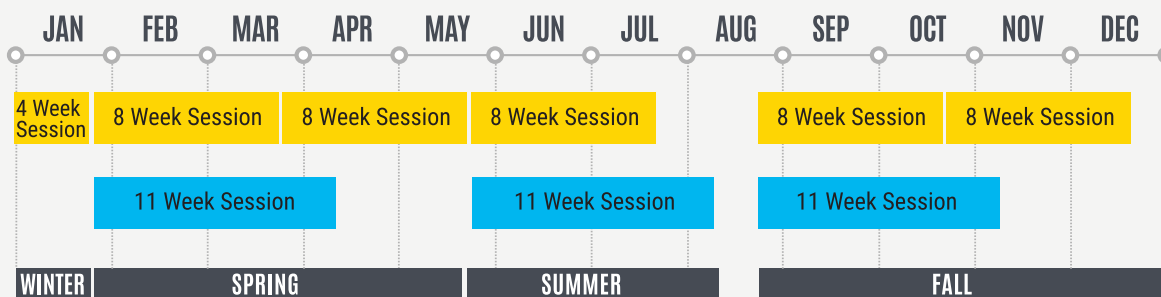 JAN FEB MAR APR MAY JUN JUL AUG SEP OCT NOV DEC
4 Week
Session
8 Week Session
8 Week Session
8 Week Session
8 Week Session
8 Week Session
11 Week Session
11 Week Session
11 Week Session
WINTER SPRING SUMMER FALL